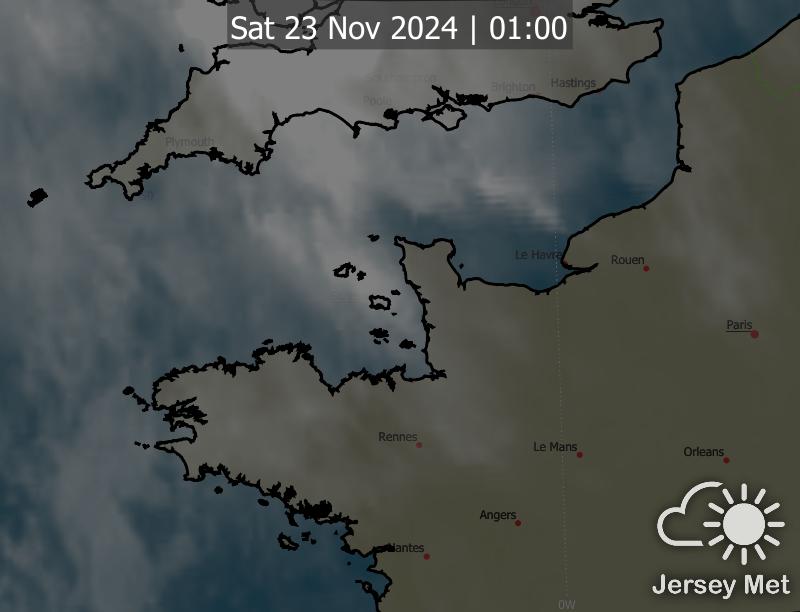 Sat 23 Nov 2024 | 01:00
Southampton
Brighton
Hastings
Poole
Plymouth
Le Havre
Rouen
Paris
Rennes
Le Mans
Orleans
Angers
Nantes
Jersey Met
0W